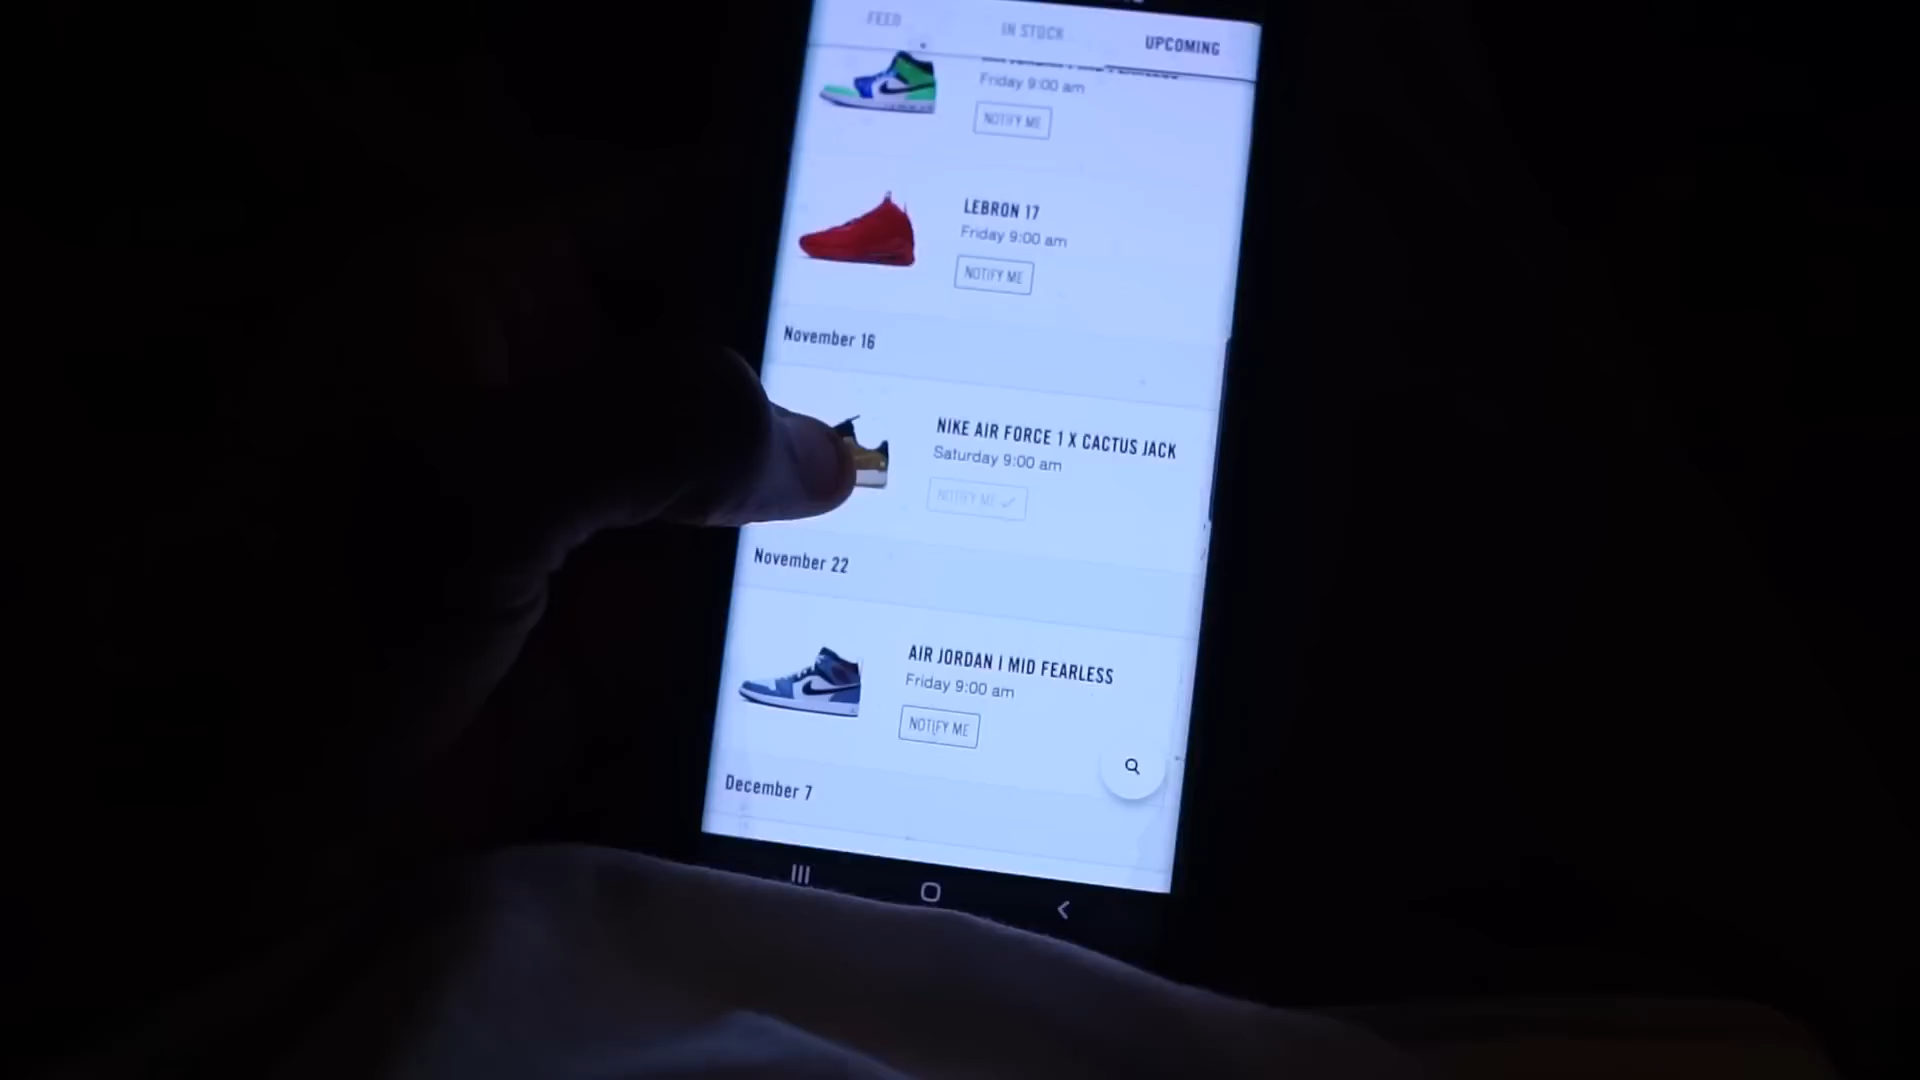 FEED
IN STOCK
UPCOMING
Friday 9:00 am
NOTIFY ME
LEBRON 17
Friday 9:00 am
NOTIFY ME
November 16
NIKE AIR FORCE 1 X CACTUS JACK
Saturday 9:00 am
NOTIFY ME
November 22
AIR JORDAN I MID FEARLESS
Friday 9:00 am
NOTIFY ME
December 7